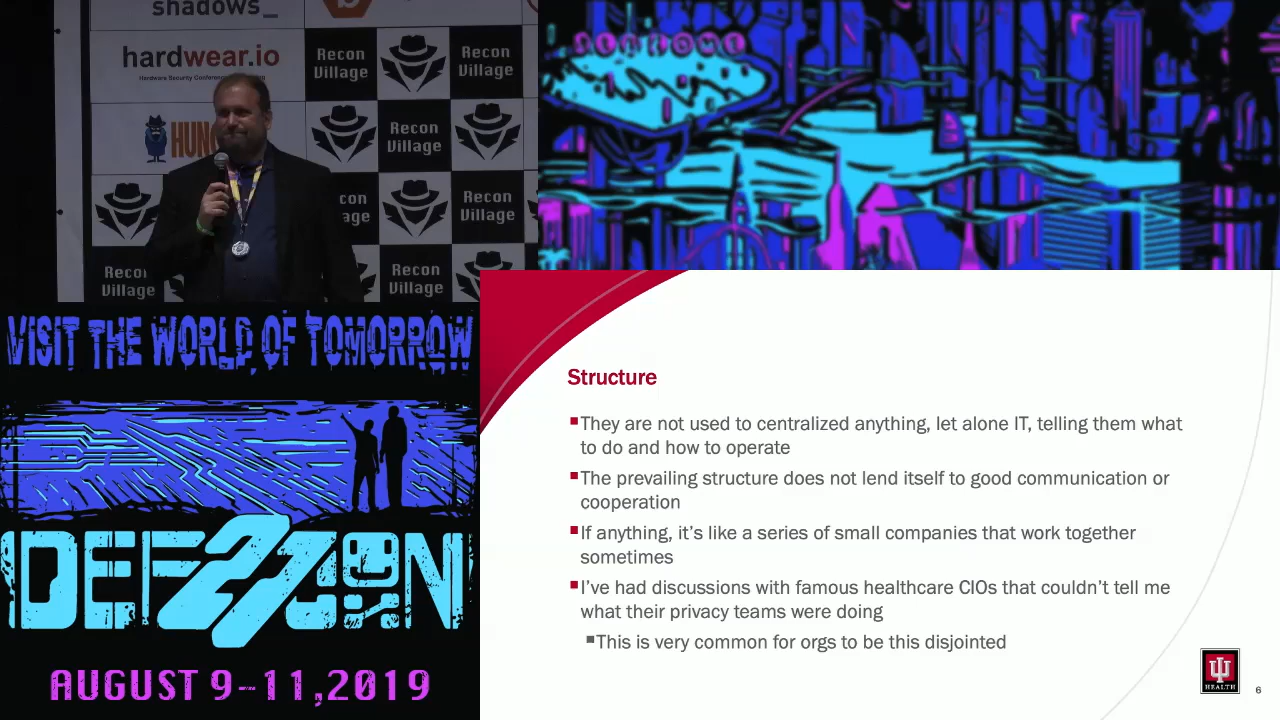 shadows_
hardwear.io
Recon
Village
Recon
Village
HUNG
Recon
Village
con
age
Recon
Village
Recon
Village
Recon
Village
WELCOME
VISIT THE WORLD OF TOMORROW
DEF27CON
AUGUST 9-11,2019
Structure
They are not used to centralized anything, let alone IT, telling them what
to do and how to operate
The prevailing structure does not lend itself to good communication or
cooperation
If anything, it's like a series of small companies that work together
sometimes
I've had discussions with famous healthcare CIOs that couldn't tell me
what their privacy teams were doing
This is very common for orgs to be this disjointed
HEALTH
6